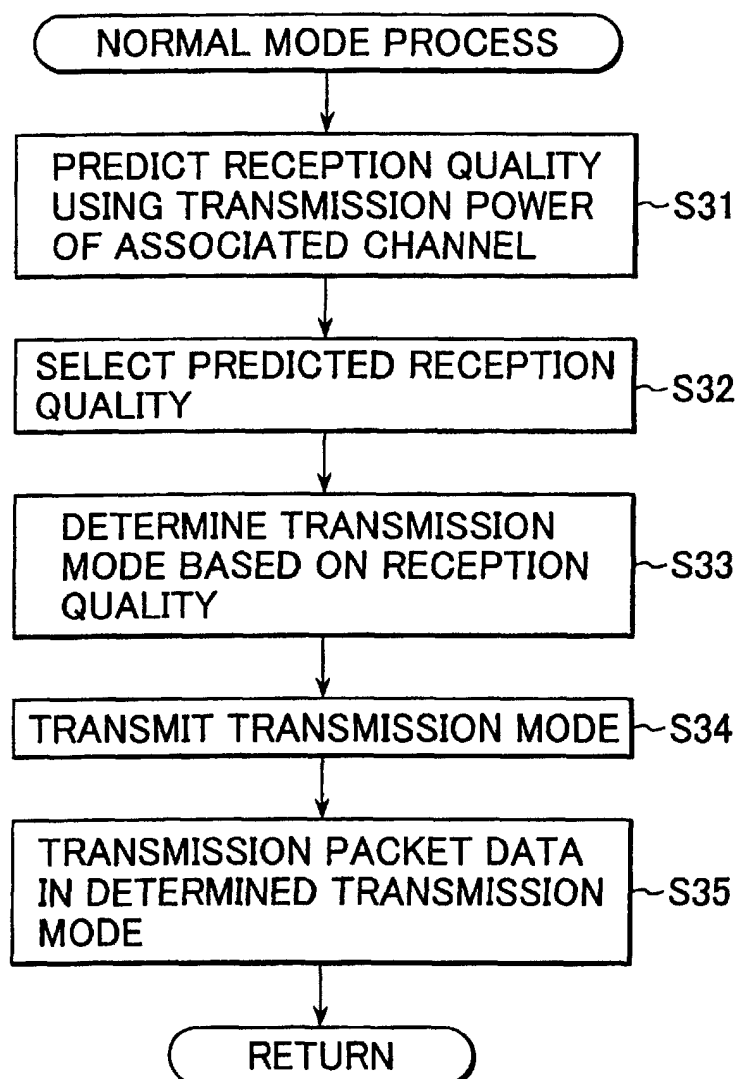 NORMAL MODE PROCESS
PREDICT RECEPTION QUALITY
USING TRANSMISSION POWER
OF ASSOCIATED CHANNEL
S31
SELECT PREDICTED RECEPTION
QUALITY
S32
DETERMINE TRANSMISSION
MODE BASED ON RECEPTION
QUALITY
S33
TRANSMIT TRANSMISSION MODE
S34
TRANSMISSION PACKET DATA
IN DETERMINED TRANSMISSION
MODE
S35
RETURN